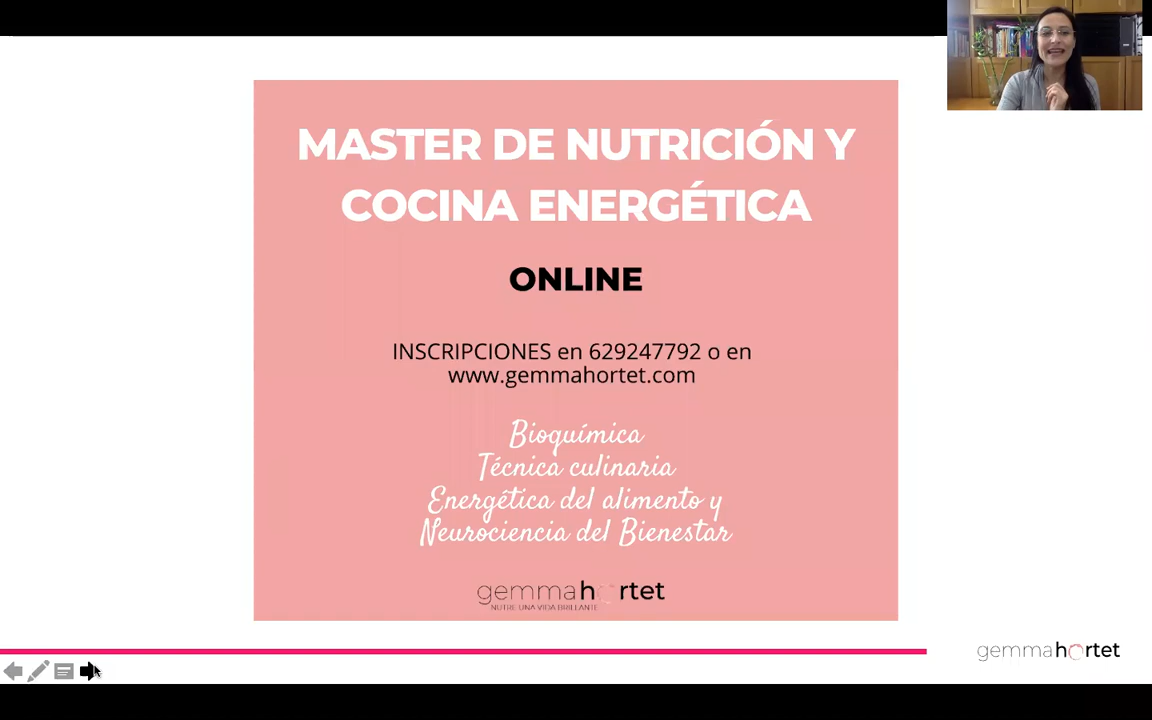 MASTER DE NUTRICIÓN Y
COCINA ENERGÉTICA
ONLINE
INSCRIPCIONES en 629247792 o en
www.gemmahortet.com
Bioquímica
Técnica culinaria
Energética del alimento y
Neurociencia del Bienestar
gemmahortet
NUTRE UNA VIDA BRILLANTE
gemmahortet